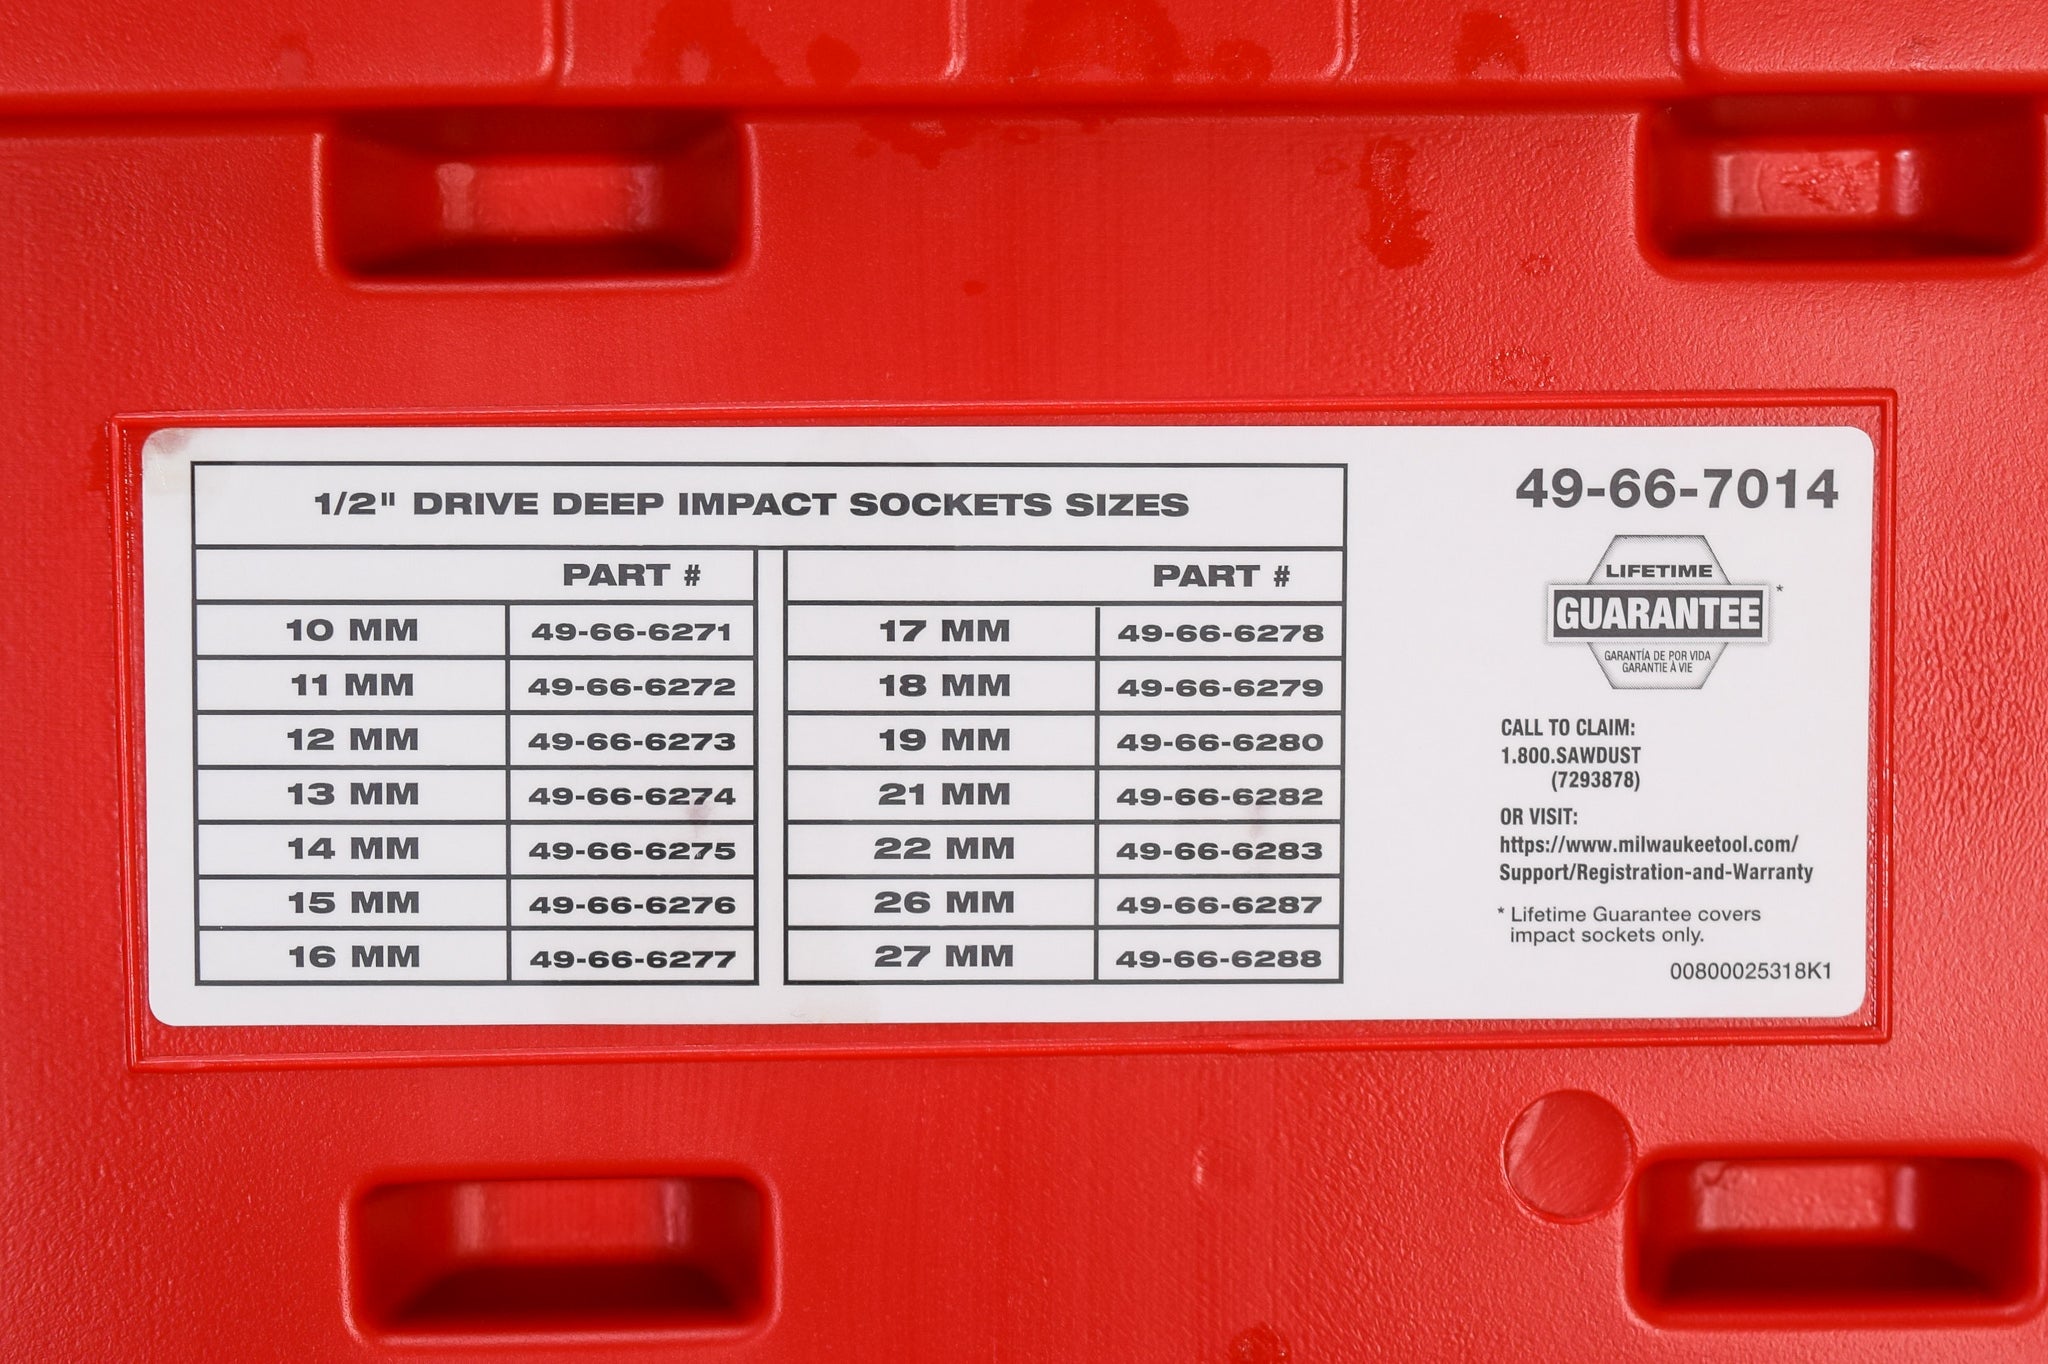 1/2" DRIVE DEEP IMPACT SOCKETS SIZES
PART #
10 MM 49-66-6271
11 MM 49-66-6272
12 MM 49-66-6273
13 MM 49-66-6274
14 MM 49-66-6275
15 MM 49-66-6276
16 MM 49-66-6277
PART #
17 MM 49-66-6278
18 MM 49-66-6279
19 MM 49-66-6280
21 MM 49-66-6282
22 MM 49-66-6283
26 MM 49-66-6287
27 MM 49-66-6288
49-66-7014
LIFETIME
GUARANTEE*
GARANTÍA DE POR VIDA
GARANTIE À VIE
CALL TO CLAIM:
1.800.SAWDUST
(7293878)
OR VISIT:
https://www.milwaukeetool.com/
Support/Registration-and-Warranty
* Lifetime Guarantee covers
impact sockets only.
00800025318K1